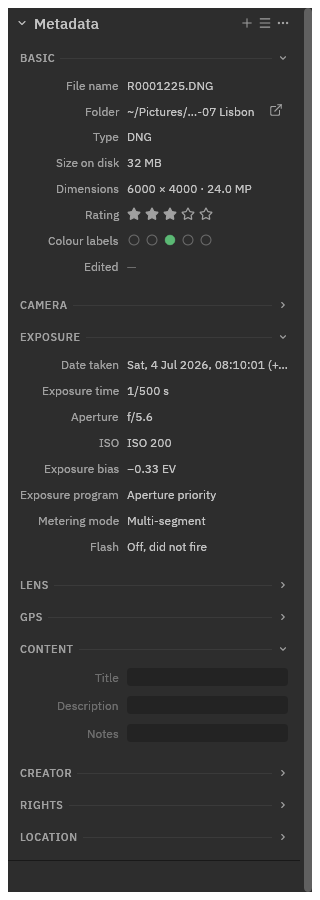 Metadata
BASIC
File name R0001225.DNG
Folder ~/Pictures/...-07 Lisbon
Type DNG
Size on disk 32 MB
Dimensions 6000 × 4000 · 24.0 MP
Rating
Colour labels
Edited —
CAMERA
EXPOSURE
Date taken Sat, 4 Jul 2026, 08:10:01 (+...
Exposure time 1/500 s
Aperture f/5.6
ISO ISO 200
Exposure bias −0.33 EV
Exposure program Aperture priority
Metering mode Multi-segment
Flash Off, did not fire
LENS
GPS
CONTENT
Title
Description
Notes
CREATOR
RIGHTS
LOCATION